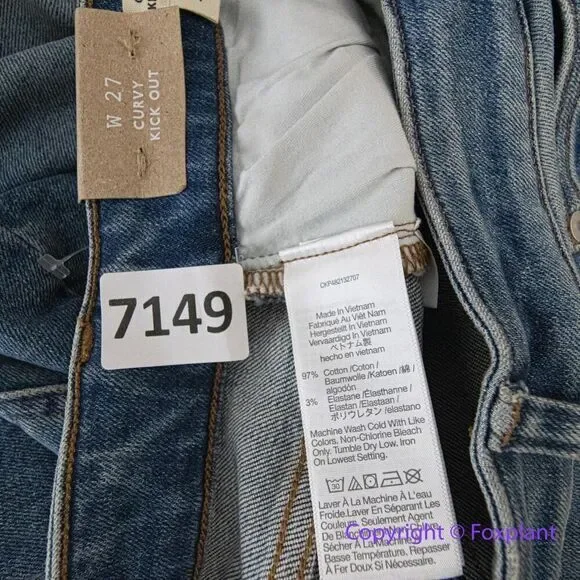 W 27
CURVY
KICK OUT
7149
CKP482132707
Made In Vietnam
Fabriqué Au Viêt Nam
Hergestellt In Vietnam
Vervaardigd In Vietnam
ベトナム製
hecho en vietnam
97% Cotton /Coton /
Baumwolle /Katoen /綿 /
algodón
3% Elastane /Élasthanne /
Elastan /Elastaan /
ポリウレタン /elastano
Machine Wash Cold With Like
Colors, Non-Chlorine Bleach
Only. Tumble Dry Low. Iron
On Lowest Setting.
Laver À La Machine À L'eau
Froide.Laver En Séparant Les
Couleurs. Seulement Agent
Sécher À La Machine À
Basse Température. Repasser
À Fer Doux Si Nécessaire.
Copyright © Foxplant